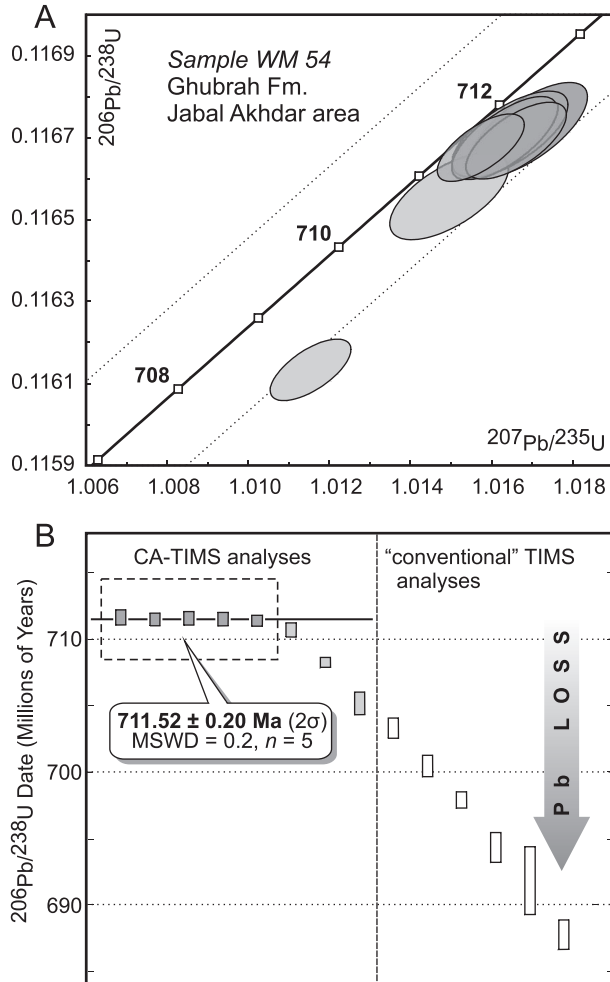 A
Sample WM 54
Ghubrah Fm.
Jabal Akhdar area
206Pb/238U
0.1169
0.1167
0.1165
0.1163
0.1161
0.1159
712
710
708
207Pb/235U
1.006 1.008 1.010 1.012 1.014 1.016 1.018
B
CA-TIMS analyses
“conventional” TIMS
analyses
206Pb/238U Date (Millions of Years)
710
700
690
711.52 ± 0.20 Ma (2σ)
MSWD = 0.2, n = 5
Pb LOSS